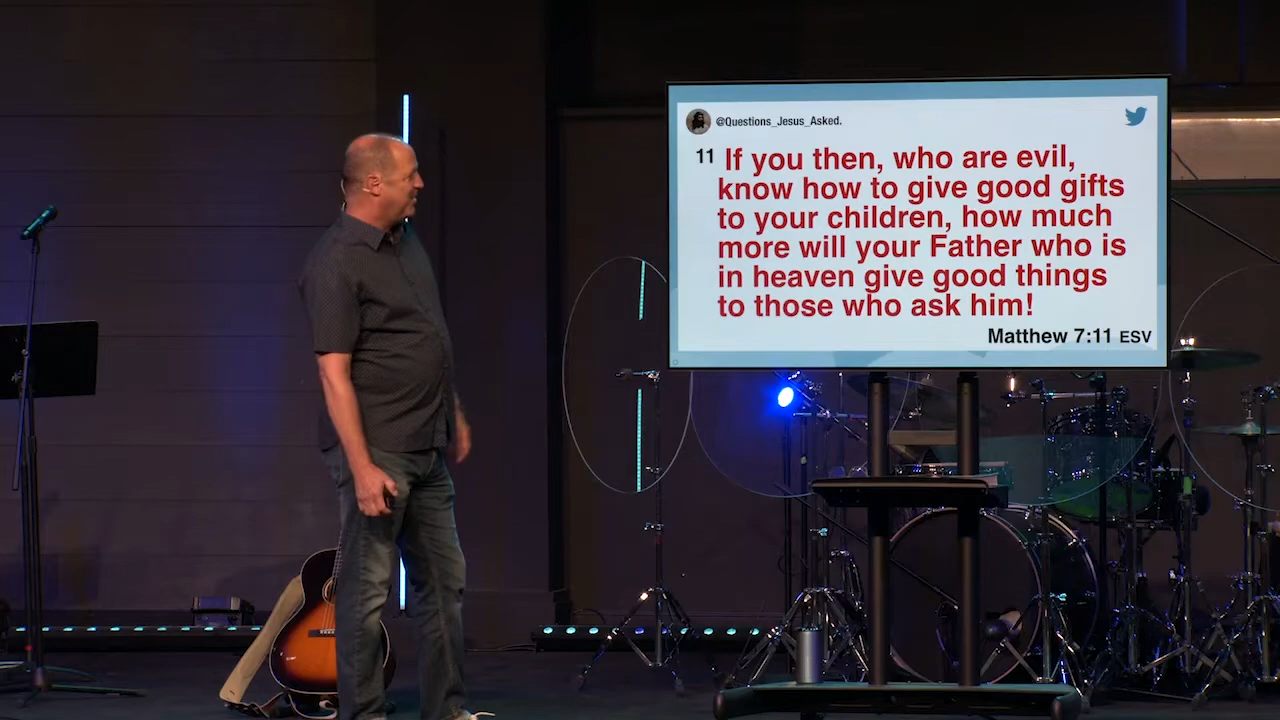 @Questions_Jesus_Asked.
11 If you then, who are evil,
know how to give good gifts
to your children, how much
more will your Father who is
in heaven give good things
to those who ask him!
Matthew 7:11 ESV